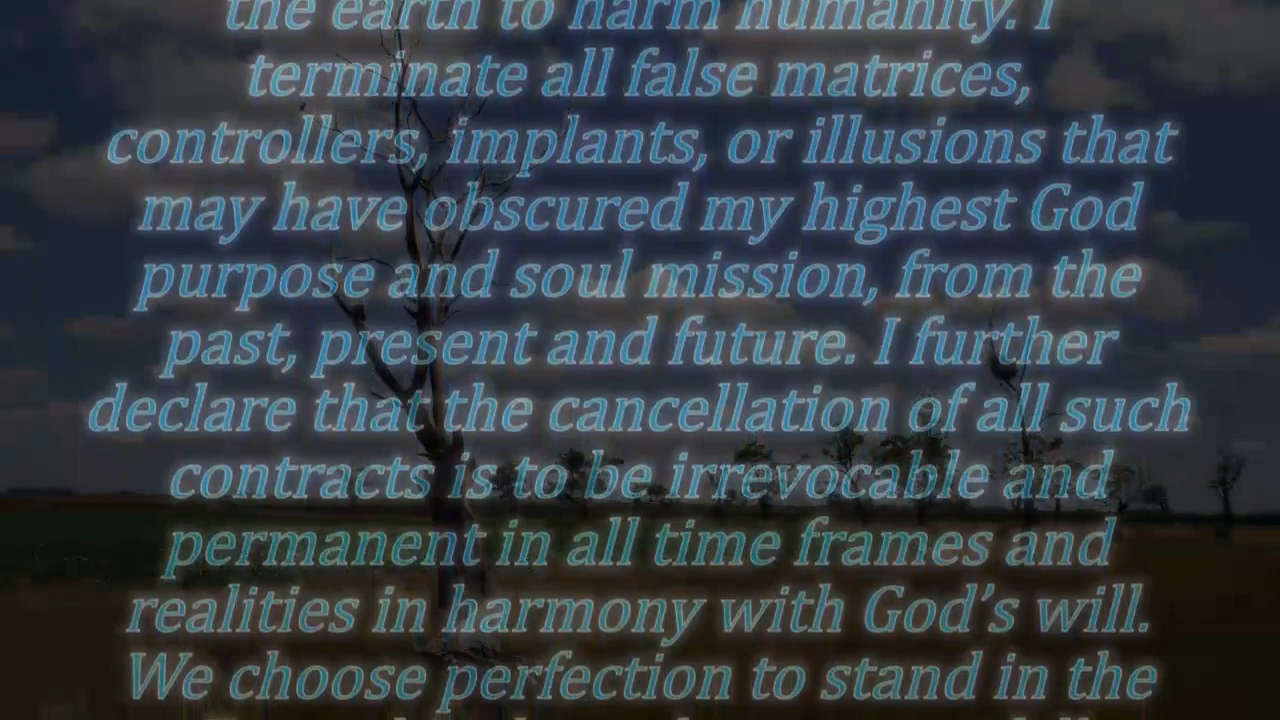 the earth to harm humanity. I
terminate all false matrices,
controllers, implants, or illusions that
may have obscured my highest God
purpose and soul mission, from the
past, present and future. I further
declare that the cancellation of all such
contracts is to be irrevocable and
permanent in all time frames and
realities in harmony with God’s will.
We choose perfection to stand in the